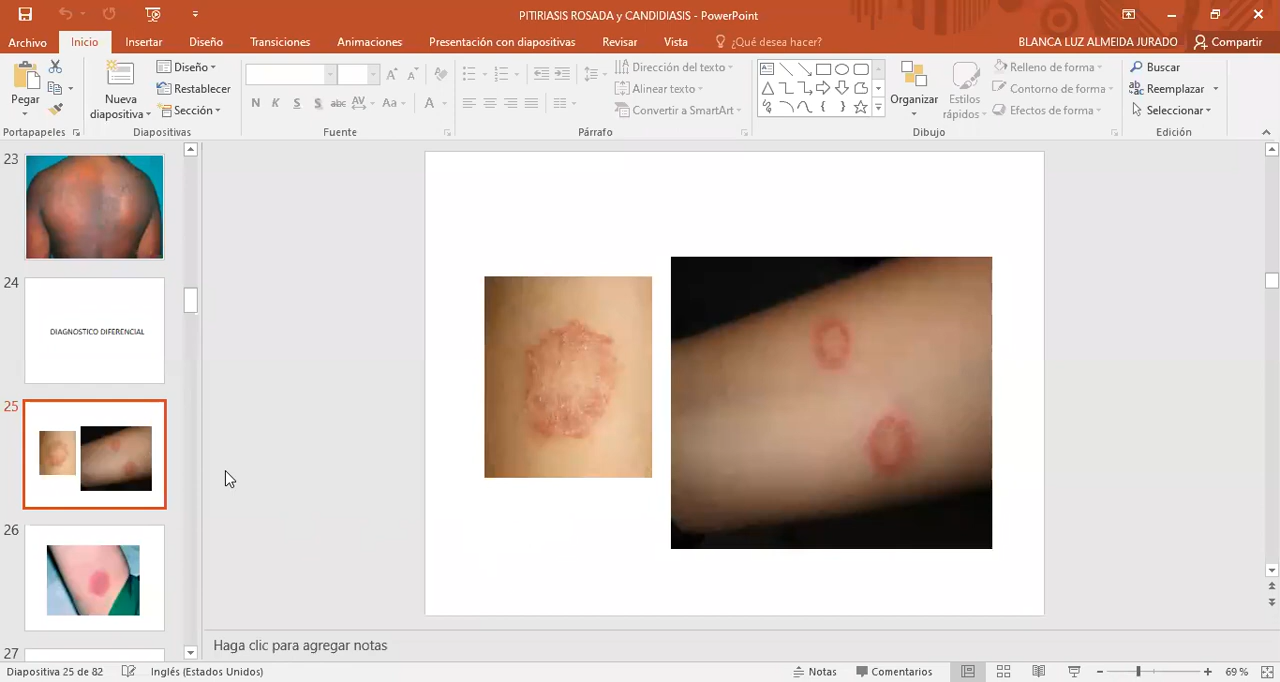 PITIRIASIS ROSADA y CANDIDIASIS - PowerPoint
Archivo Inicio Insertar Diseño Transiciones Animaciones Presentación con diapositivas Revisar Vista ¿Qué desea hacer? BLANCA LUZ ALMEIDA JURADO Compartir
Pegar
Nueva diapositiva
Diseño
Restablecer
Sección
N K S S abc AV Aa A
Dirección del texto
Alinear texto
Convertir a SmartArt
Organizar
Estilos rápidos
Relleno de forma
Contorno de forma
Efectos de forma
Buscar
Reemplazar
Seleccionar
Portapapeles Diapositivas Fuente Párrafo Dibujo Edición
23
24
DIAGNOSTICO DIFERENCIAL
25
26
27
Haga clic para agregar notas
Diapositiva 25 de 82 Inglés (Estados Unidos) Notas Comentarios 69 %